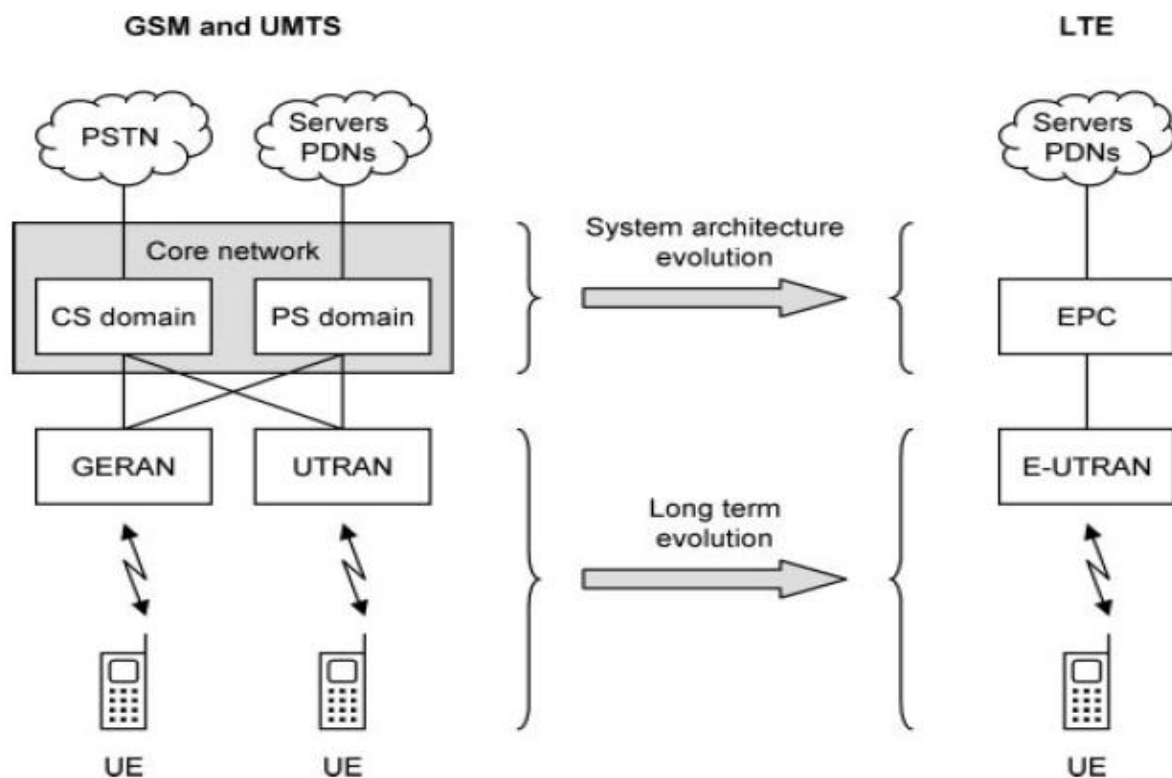 GSM and UMTS
LTE
PSTN
Servers
PDNs
Servers
PDNs
Core network
System architecture
evolution
CS domain
PS domain
EPC
GERAN
UTRAN
E-UTRAN
Long term
evolution
UE
UE
UE